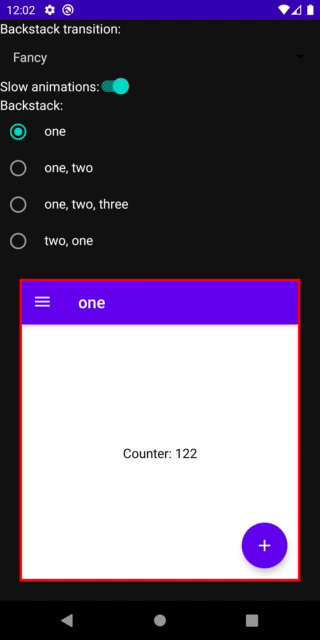 12:02
Backstack transition:
Fancy
Slow animations:
Backstack:
one
one, two
one, two, three
two, one
one
Counter: 122
+